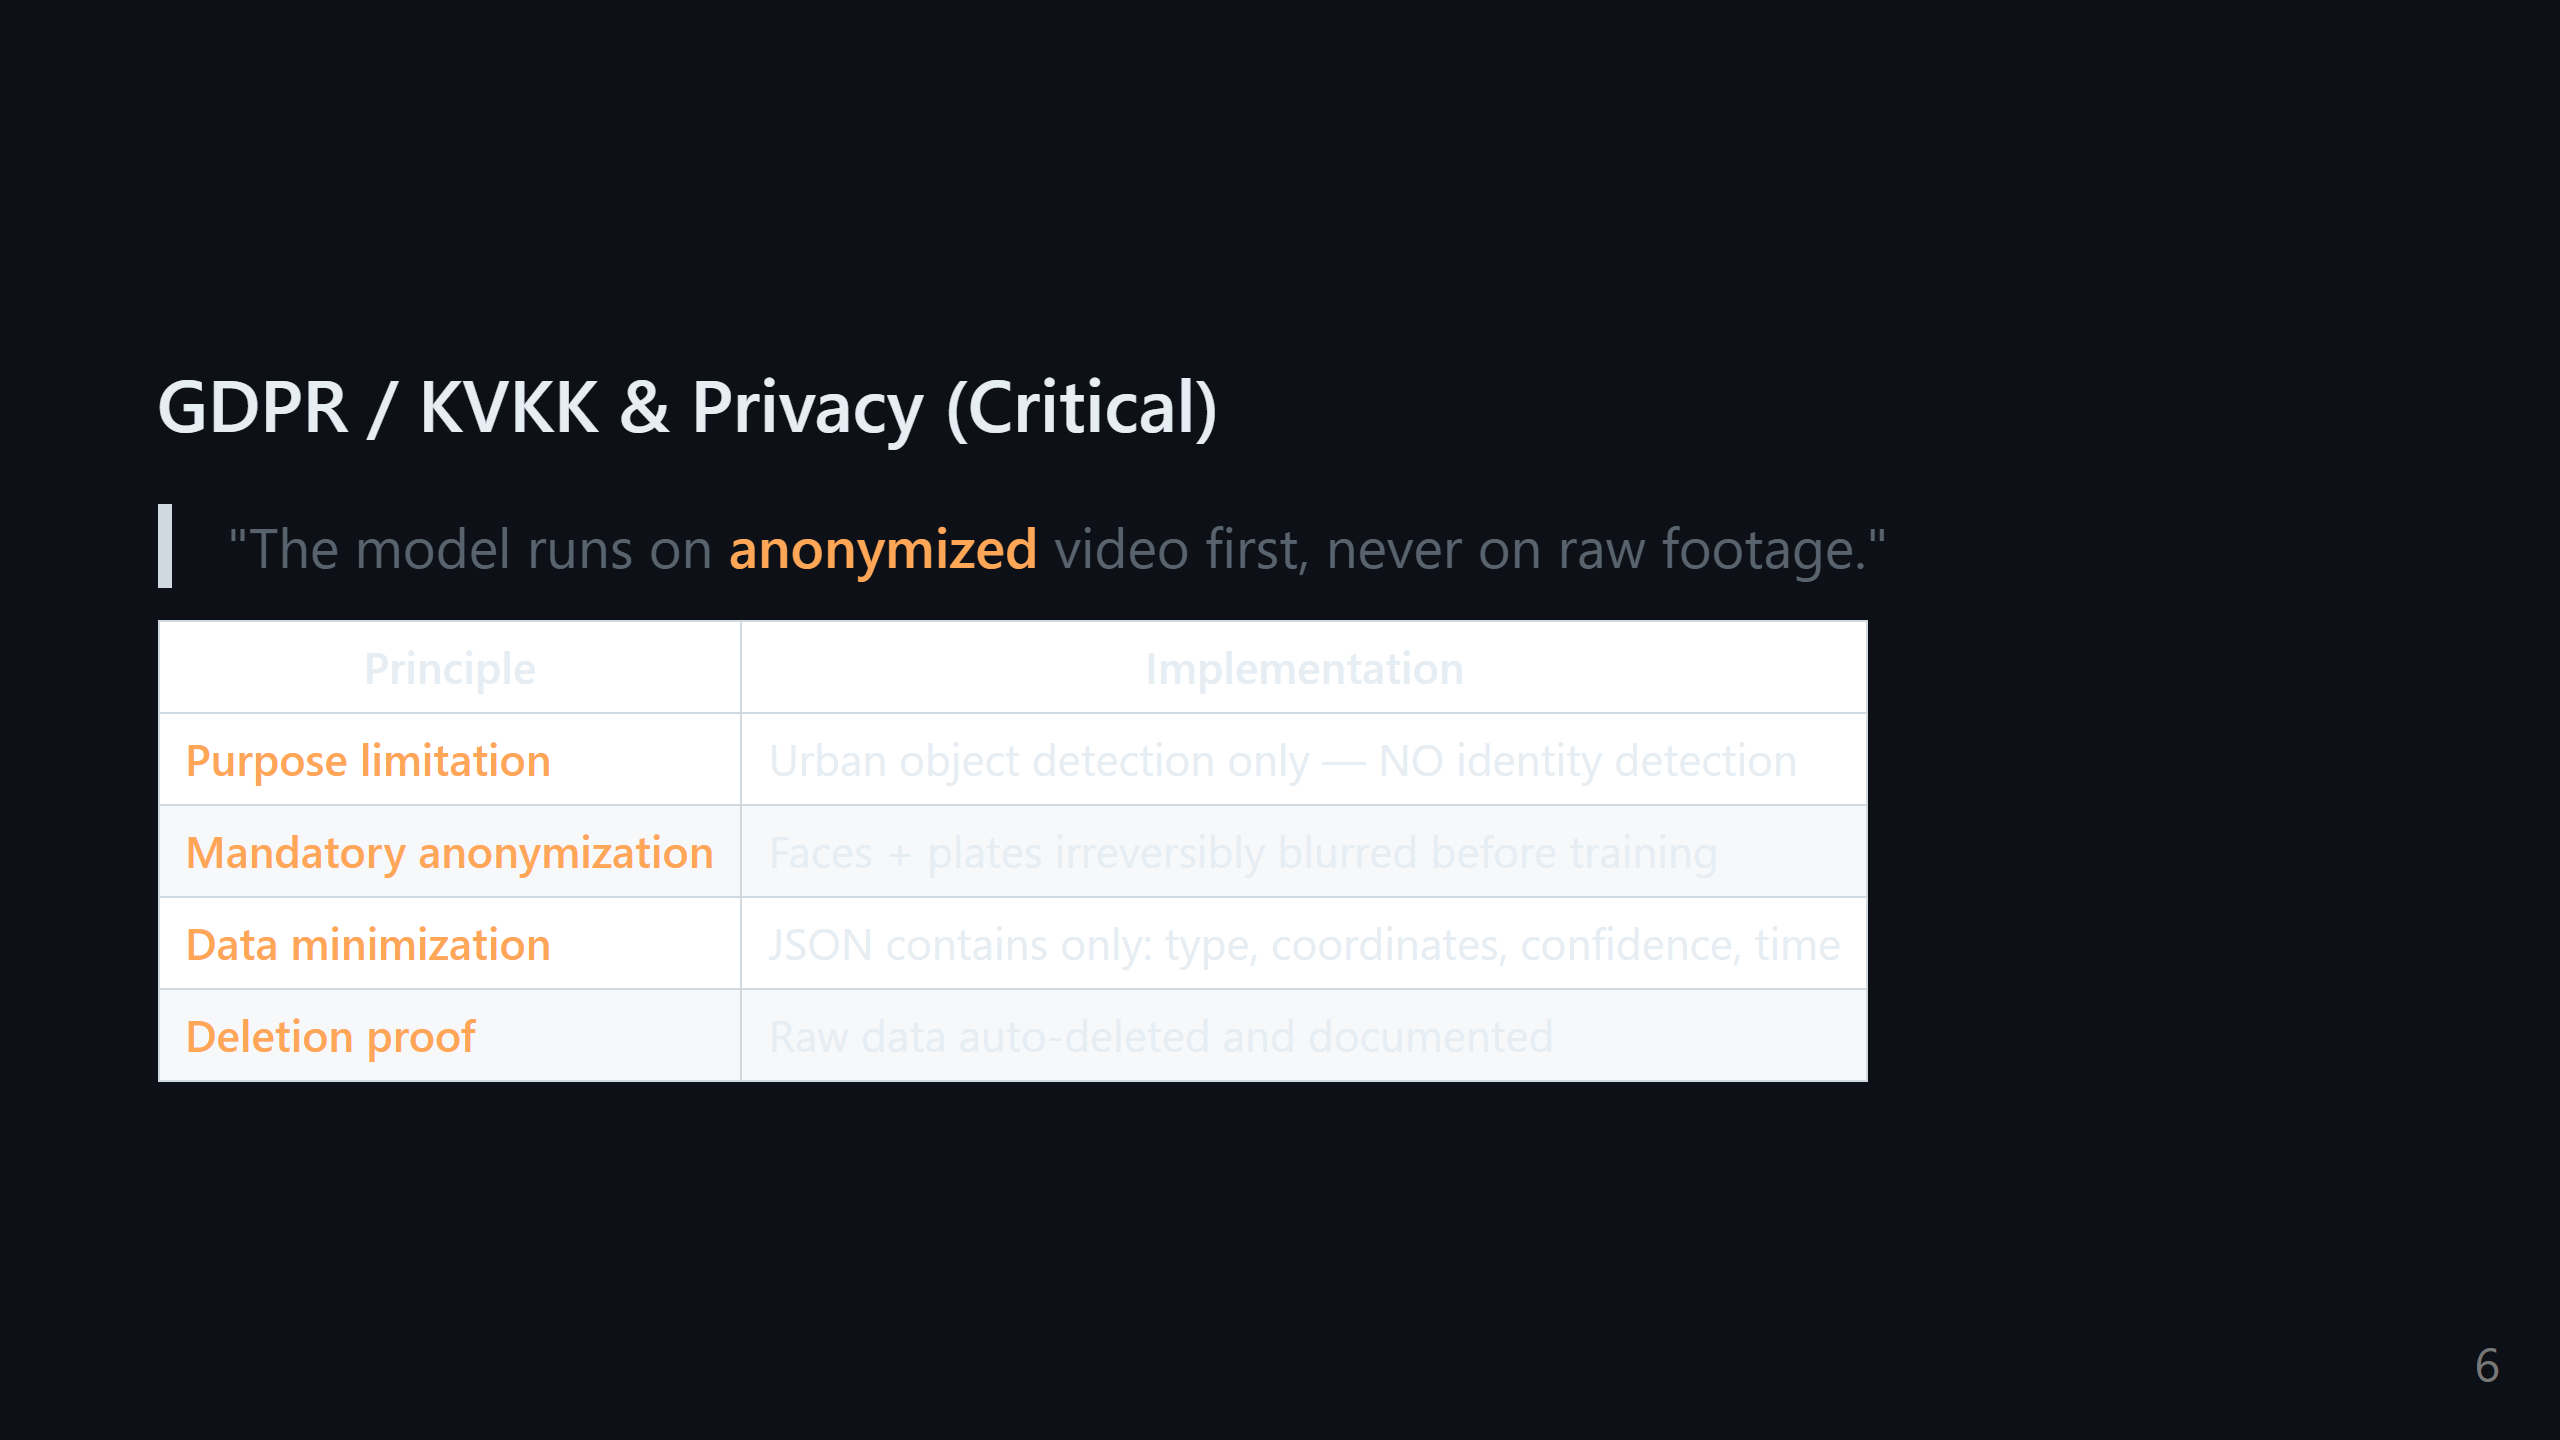 GDPR / KVKK & Privacy (Critical)
"The model runs on anonymized video first, never on raw footage."
Principle Implementation
Purpose limitation Urban object detection only — NO identity detection
Mandatory anonymization Faces + plates irreversibly blurred before training
Data minimization JSON contains only: type, coordinates, confidence, time
Deletion proof Raw data auto-deleted and documented
6